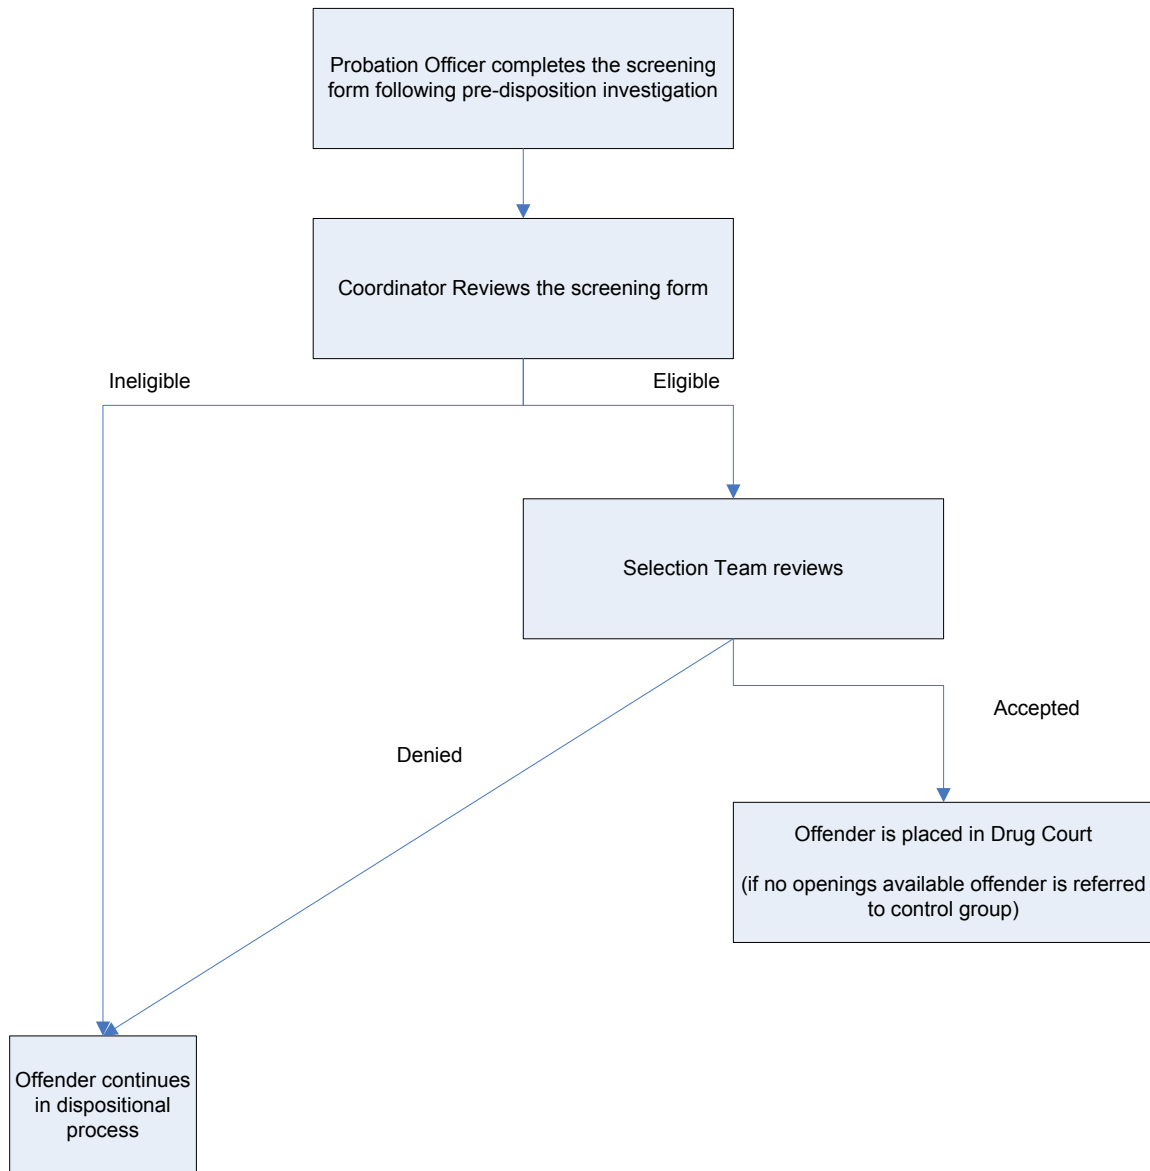 Probation Officer completes the screening
form following pre-disposition investigation
Coordinator Reviews the screening form
Ineligible
Eligible
Selection Team reviews
Accepted
Denied
Offender is placed in Drug Court
(if no openings available offender is referred
to control group)
Offender continues
in dispositional
process